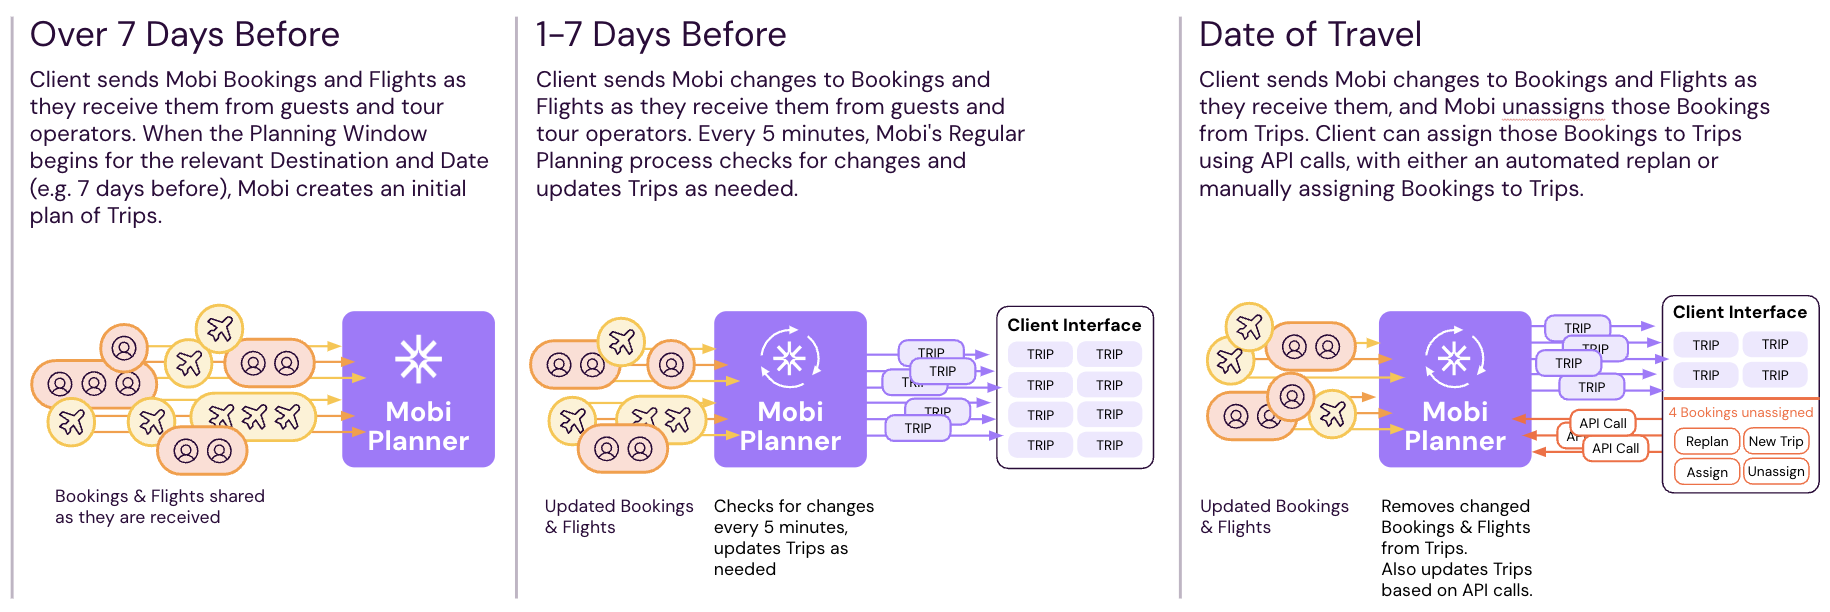 Over 7 Days Before
Client sends Mobi Bookings and Flights as
they receive them from guests and tour
operators. When the Planning Window
begins for the relevant Destination and Date
(e.g. 7 days before), Mobi creates an initial
plan of Trips.
Mobi
Planner
Bookings & Flights shared
as they are received
1-7 Days Before
Client sends Mobi changes to Bookings and
Flights as they receive them from guests and
tour operators. Every 5 minutes, Mobi's Regular
Planning process checks for changes and
updates Trips as needed.
Mobi
Planner
TRIP
TRIP
TRIP
TRIP
Client Interface
TRIP TRIP
TRIP TRIP
TRIP TRIP
TRIP TRIP
Updated Bookings
& Flights
Checks for changes
every 5 minutes,
updates Trips as
needed
Date of Travel
Client sends Mobi changes to Bookings and Flights as
they receive them, and Mobi unassigns those Bookings
from Trips. Client can assign those Bookings to Trips
using API calls, with either an automated replan or
manually assigning Bookings to Trips.
Mobi
Planner
TRIP
TRIP
TRIP
TRIP
API Call
API Call
Client Interface
TRIP TRIP
TRIP TRIP
4 Bookings unassigned
Replan New Trip
Assign Unassign
Updated Bookings
& Flights
Removes changed
Bookings & Flights
from Trips.
Also updates Trips
based on API calls.